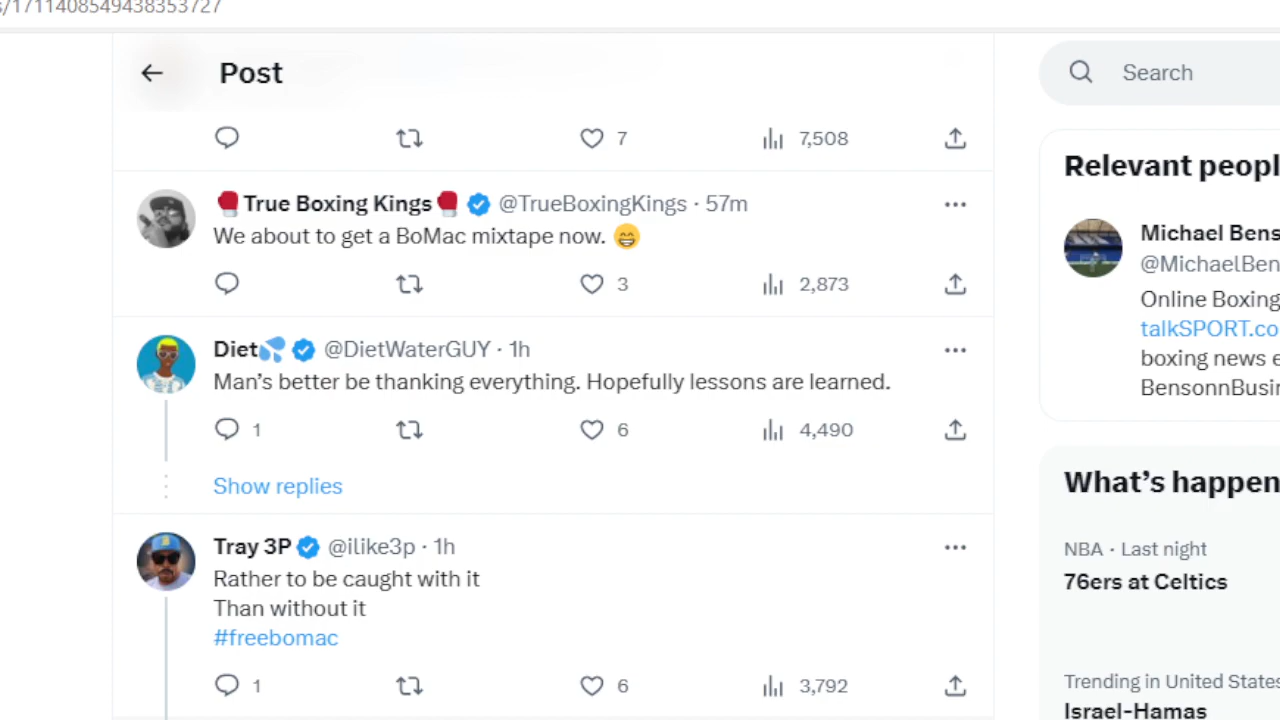 s/1711408549438353727
Post
Search
7
7,508
Relevant peopl
True Boxing Kings @TrueBoxingKings · 57m
We about to get a BoMac mixtape now.
3
2,873
Michael Bens
@MichaelBen
Online Boxing
talkSPORT.co
boxing news e
BensonnBusin
Diet @DietWaterGUY · 1h
Man's better be thanking everything. Hopefully lessons are learned.
1
6
4,490
Show replies
What's happen
NBA · Last night
76ers at Celtics
Tray 3P @ilike3p · 1h
Rather to be caught with it
Than without it
#freebomac
1
6
3,792
Trending in United States
Israel-Hamas